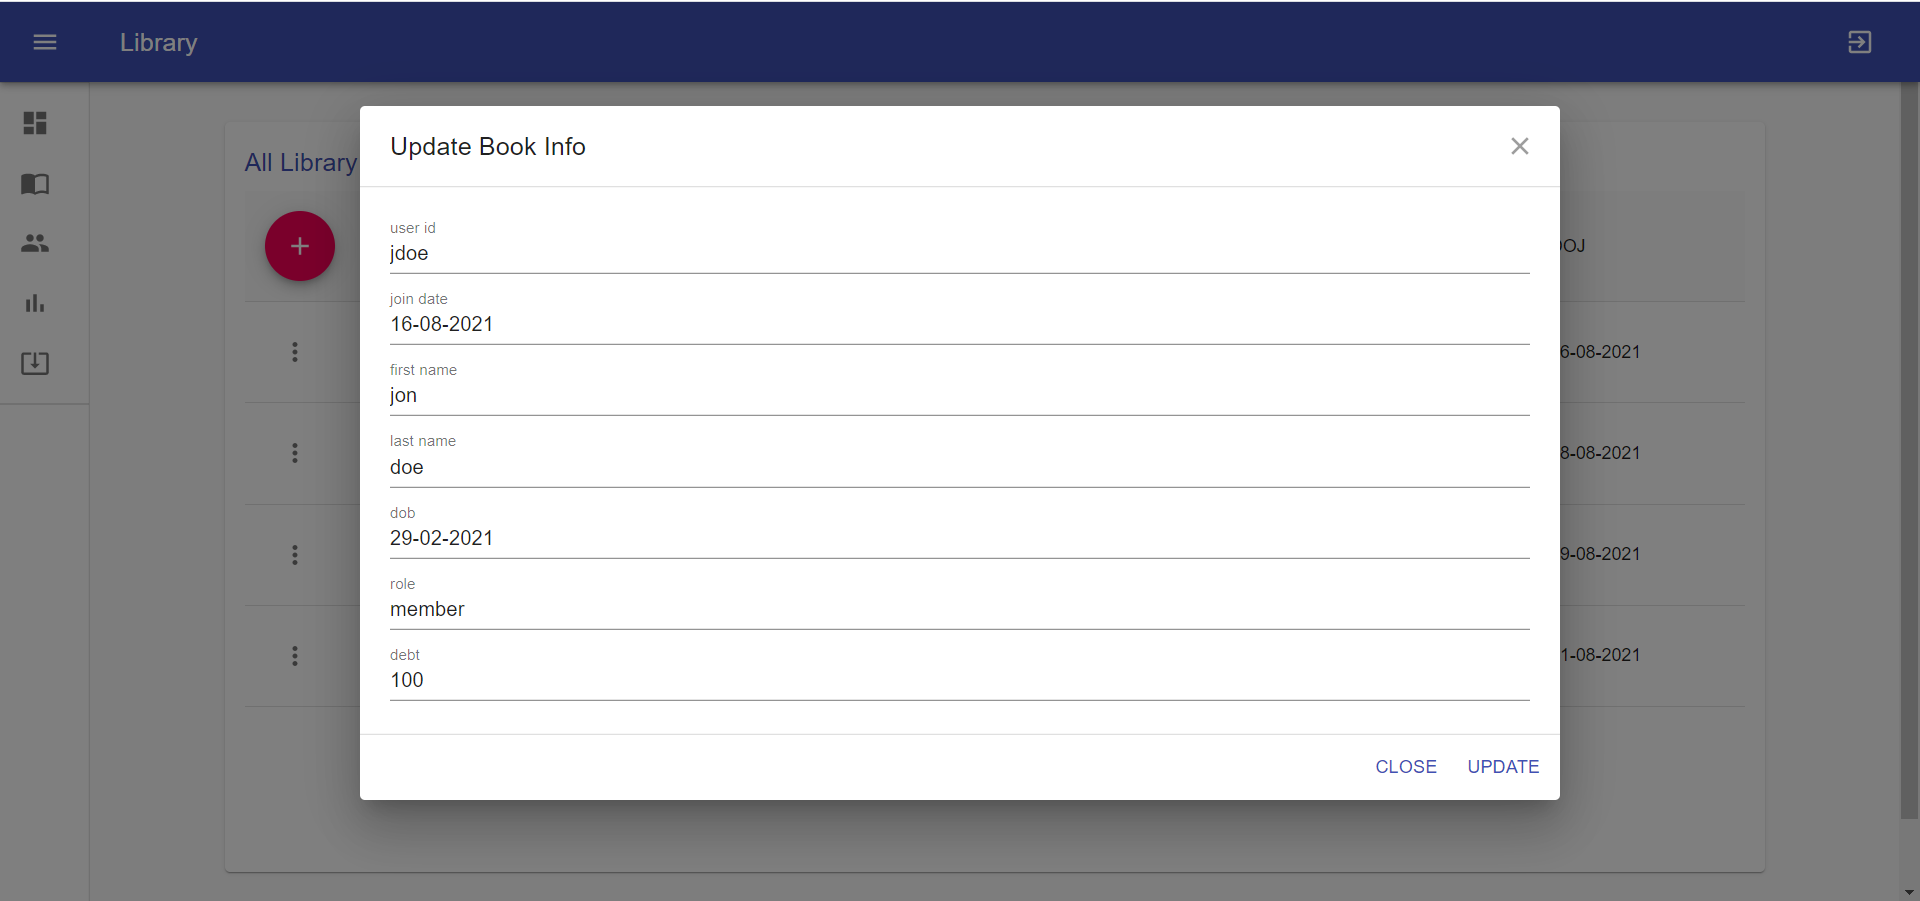 Library
Update Book Info
All Library
user id
jdoe
join date
16-08-2021
first name
jon
last name
doe
dob
29-02-2021
role
member
debt
100
OJ
6-08-2021
8-08-2021
9-08-2021
1-08-2021
CLOSE UPDATE